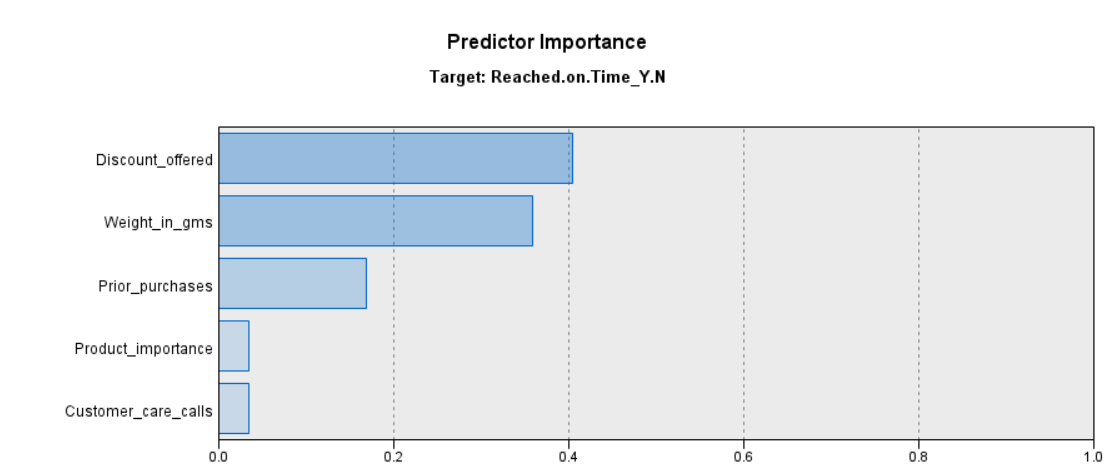 Predictor Importance
Target: Reached.on.Time_Y.N
Discount_offered
Weight_in_gms
Prior_purchases
Product_importance
Customer_care_calls
0.0 0.2 0.4 0.6 0.8 1.0